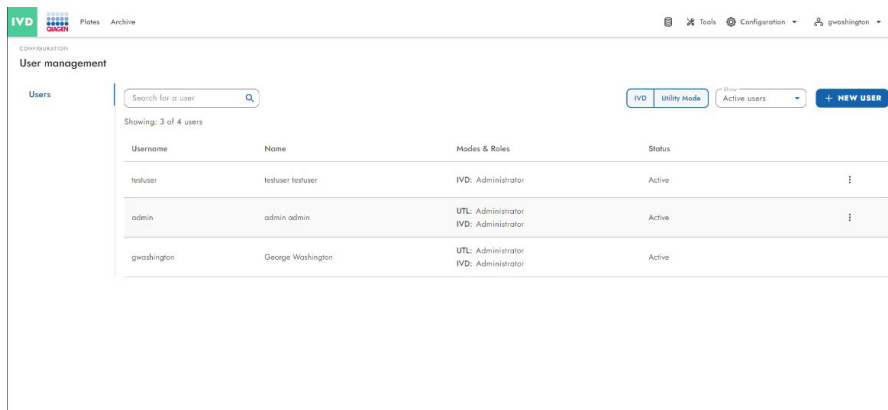 IVD QIAGEN Plates Archive Tools Configuration gwashington
CONFIGURATION
User management
Users
Search for a user
IVD Utility Mode
Show
Active users
+ NEW USER
Showing: 3 of 4 users
Username Name Modes & Roles Status
testuser testuser testuser IVD: Administrator Active
admin admin admin UTL: Administrator Active
IVD: Administrator
gwashington George Washington UTL: Administrator Active
IVD: Administrator